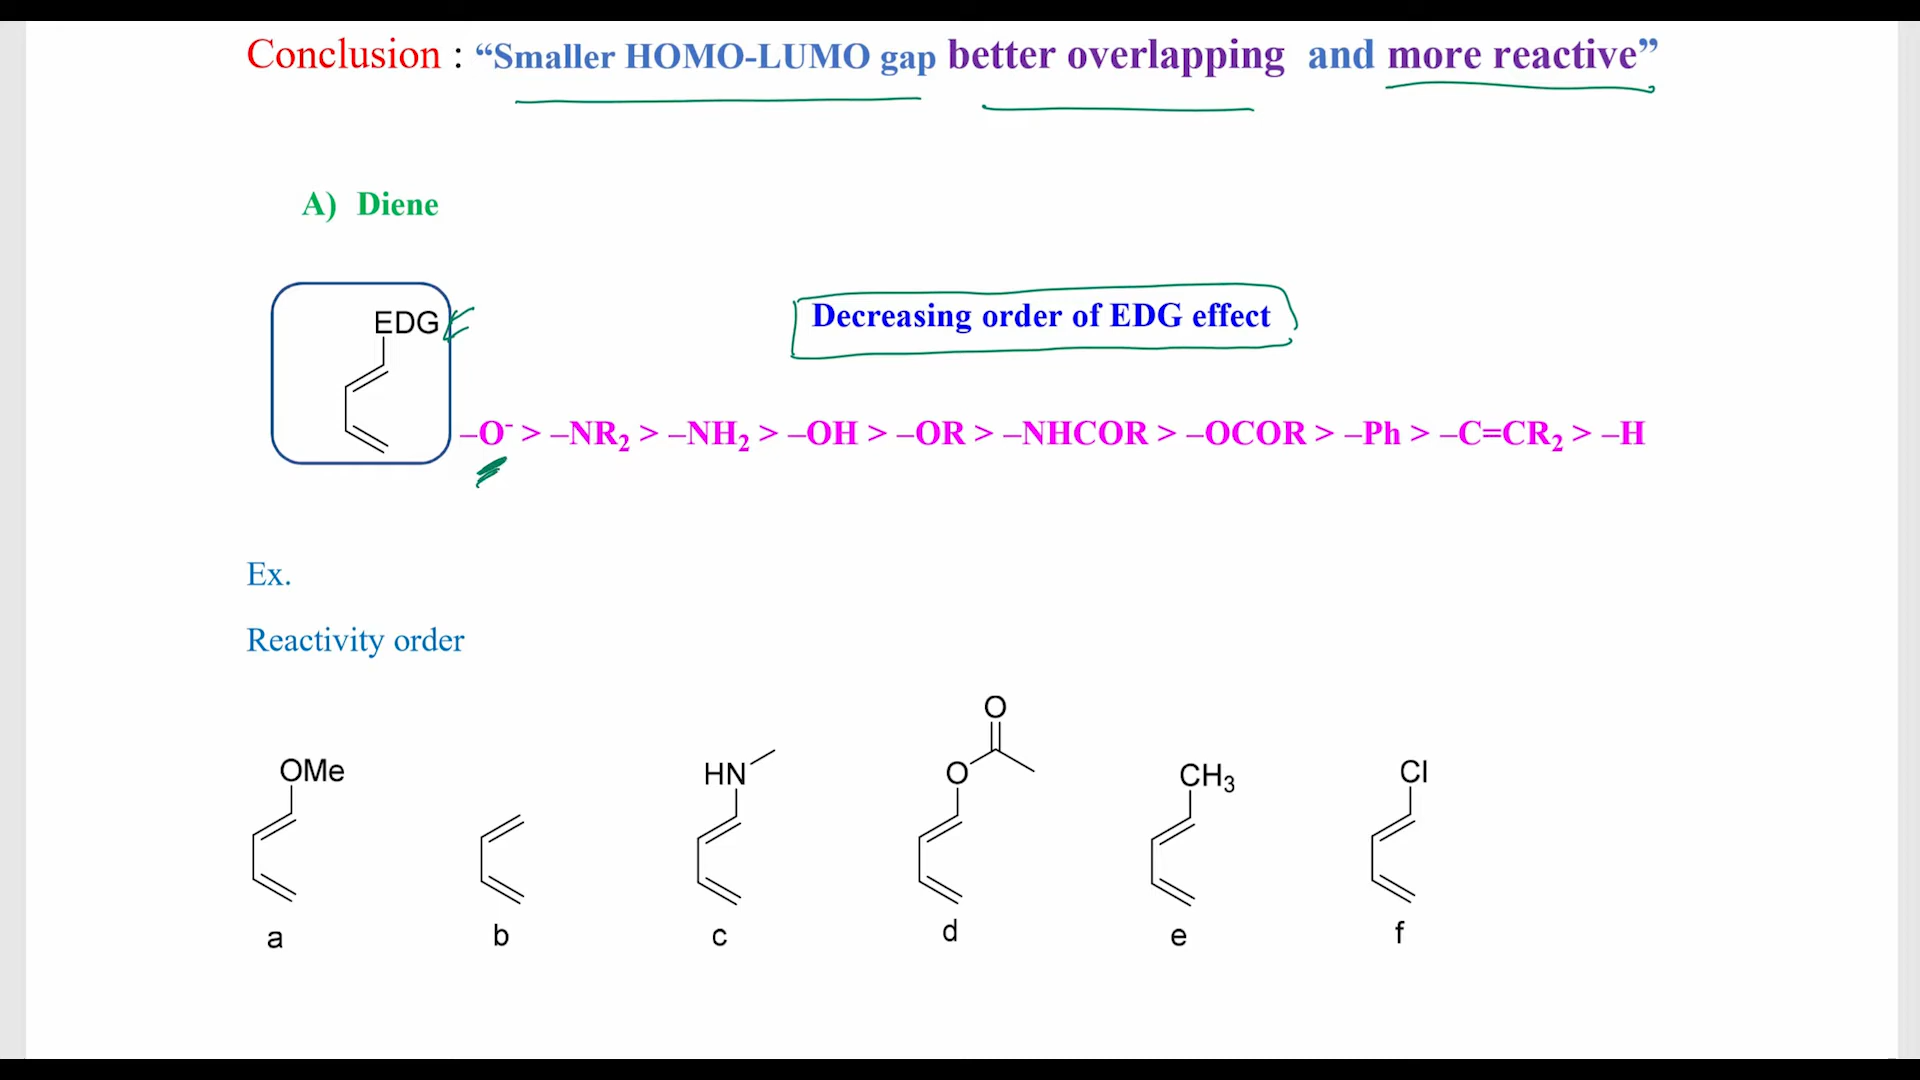 Conclusion : “Smaller HOMO-LUMO gap better overlapping and more reactive”
A) Diene
EDG
Decreasing order of EDG effect
–O⁻ > –NR₂ > –NH₂ > –OH > –OR > –NHCOR > –OCOR > –Ph > –C=CR₂ > –H
Ex.
Reactivity order
O
OMe HN O CH₃ Cl
a b c d e f